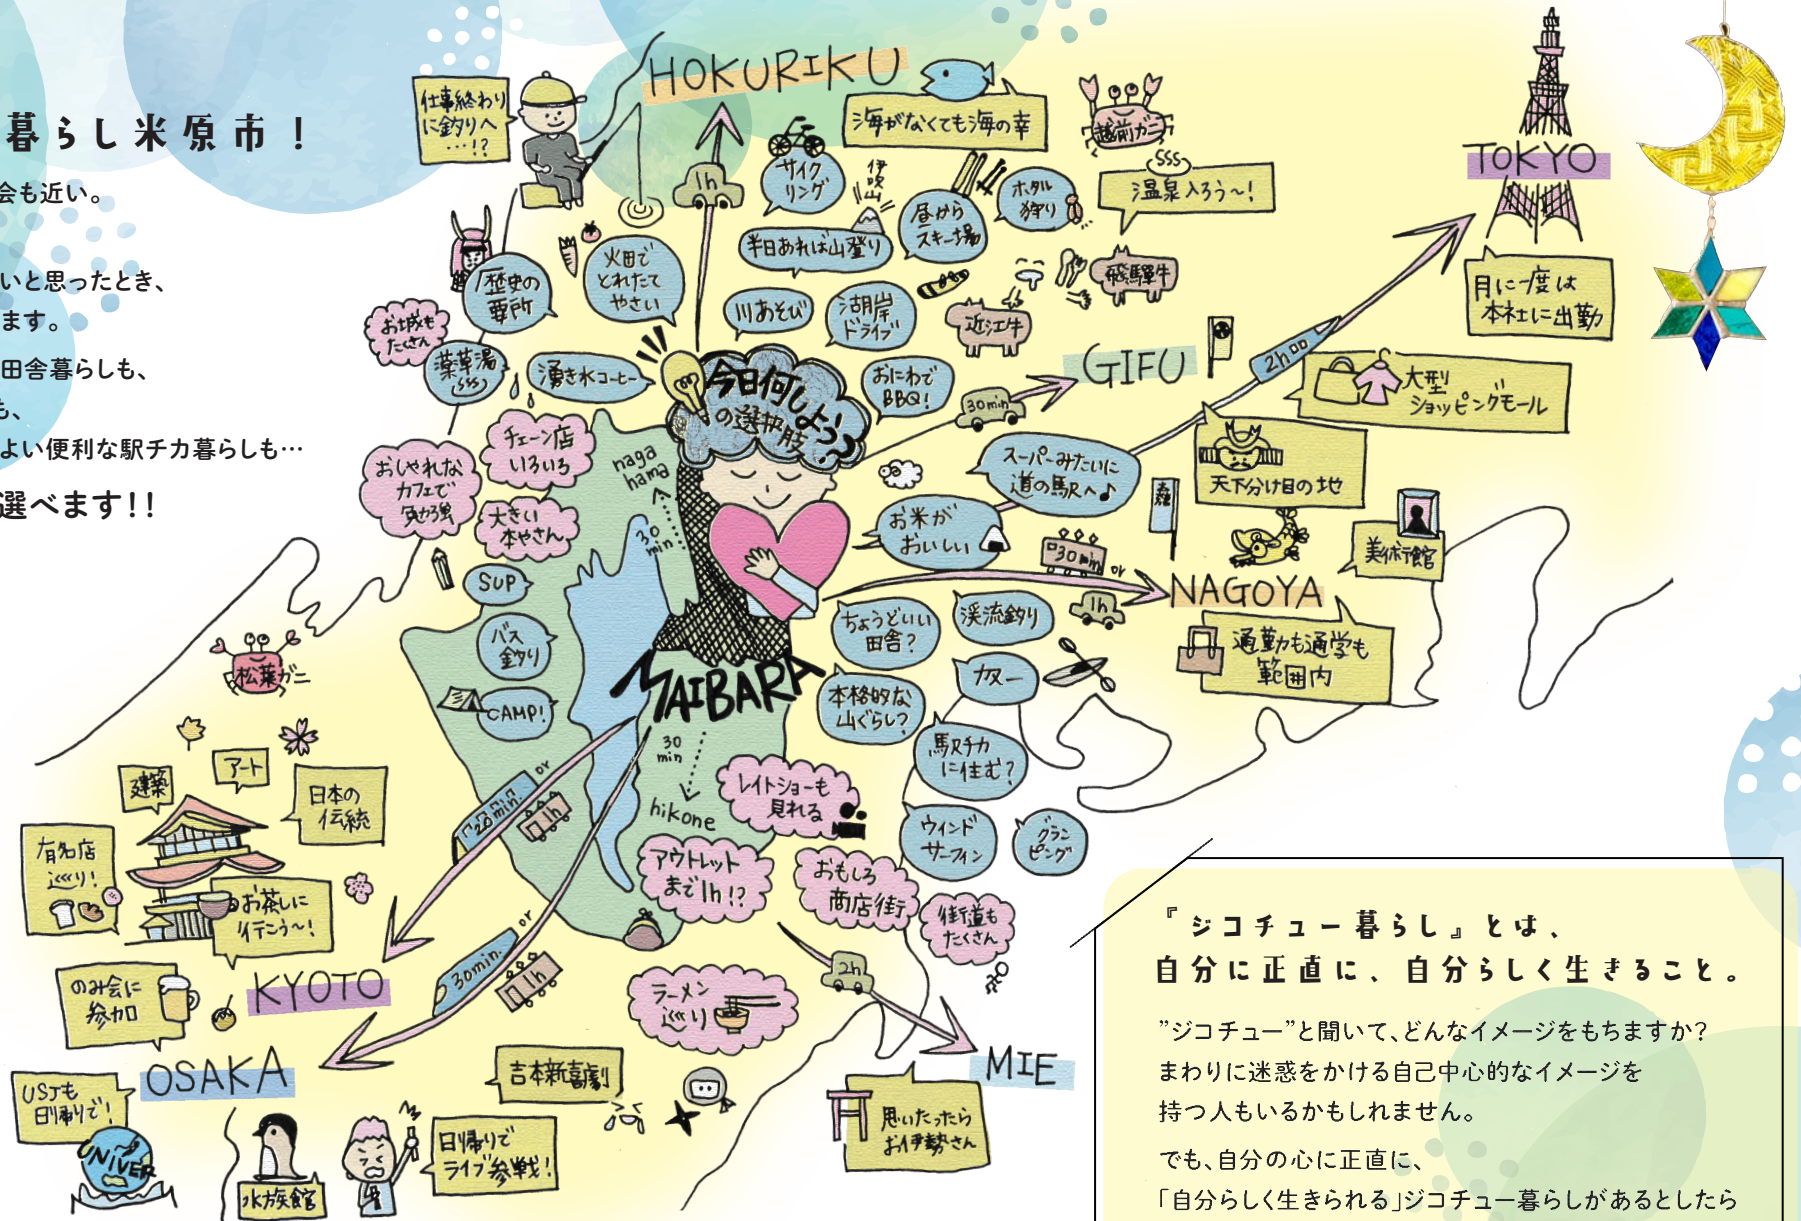 暮らし米原市！
会も近い。
いと思ったとき、
ます。
田舎暮らしも、
も、
よい便利な駅チカ暮らしも…
選べます!!
HOKURIKU
仕事終わり
に釣りへ
…!?
1h
サイク
リング
伊吹山
海がなくても海の幸
越前ガニ
TOKYO
月に一度は
本社に出勤
温泉入ろう〜！
ホタル
狩り
昼から
スキー場
半日あれば山登り
畑で
とれたて
やさい
歴史の
要所
お城も
たくさん
薬草湯
湧き水コーヒー
川あそび
湖岸
ドライブ
近江牛
飛騨牛
GIFU
30min
2h
大型
ショッピングモール
今日何しよう?
の選択肢
おにわで
BBQ!
チェーン店
いろいろ
おしゃれな
カフェで
勉強
大きい
本やさん
naga
hama
30
min
スーパーみたいに
道の駅へ♪
お米が
おいしい
天下分け目の地
美術館
30min
or
1h
NAGOYA
通勤も通学も
範囲内
SUP
バス
釣り
CAMP!
MAIBARA
ちょうどいい
田舎？
渓流釣り
カヌー
本格的な
山ぐらし？
駅チカ
に住む？
ウィンド
サーフィン
グラン
ピング
30
min
hikone
レイトショーも
見れる
アウトレット
まで1h!?
おもしろ
商店街
街道も
たくさん
ラーメン
巡り
2h
MIE
思いたったら
お伊勢さん
松葉ガニ
建築
アート
日本の
伝統
有名店
巡り！
お茶しに
行こう〜！
20min.
or
1h
KYOTO
のみ会に
参加
30min.
or
1h
OSAKA
USJも
日帰りで！
UNIVER
水族館
日帰りで
ライブ参戦！
吉本新喜劇
『ジコチュー暮らし』とは、
自分に正直に、自分らしく生きること。
”ジコチュー”と聞いて、どんなイメージをもちますか?
まわりに迷惑をかける自己中心的なイメージを
持つ人もいるかもしれません。
でも、自分の心に正直に、
「自分らしく生きられる」ジコチュー暮らしがあるとしたら